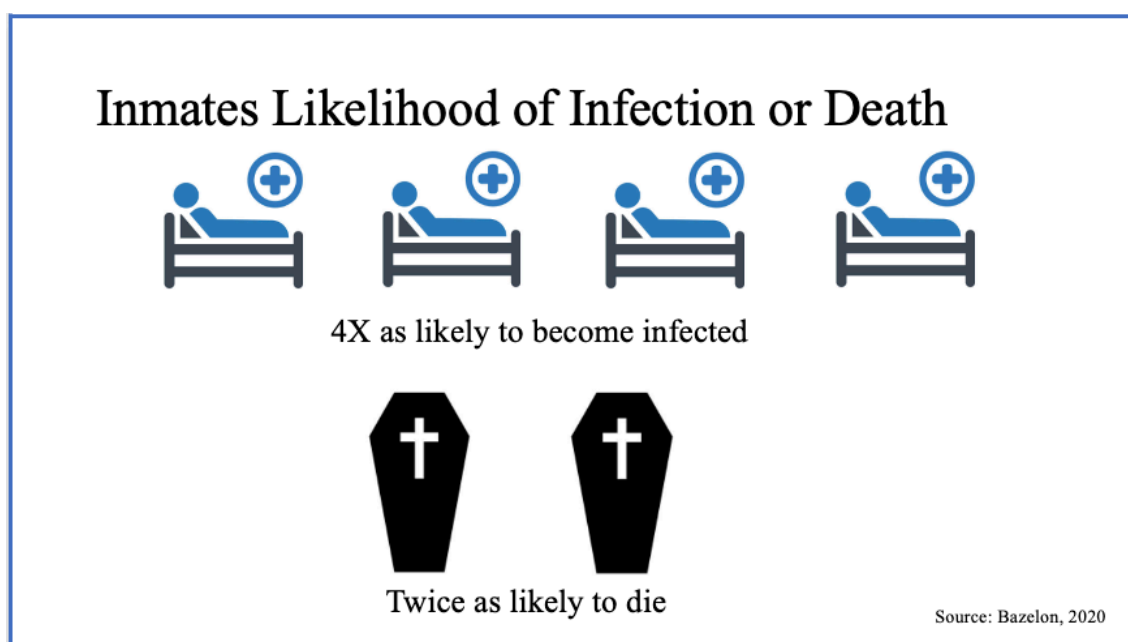 Inmates Likelihood of Infection or Death
4X as likely to become infected
Twice as likely to die
Source: Bazelon, 2020